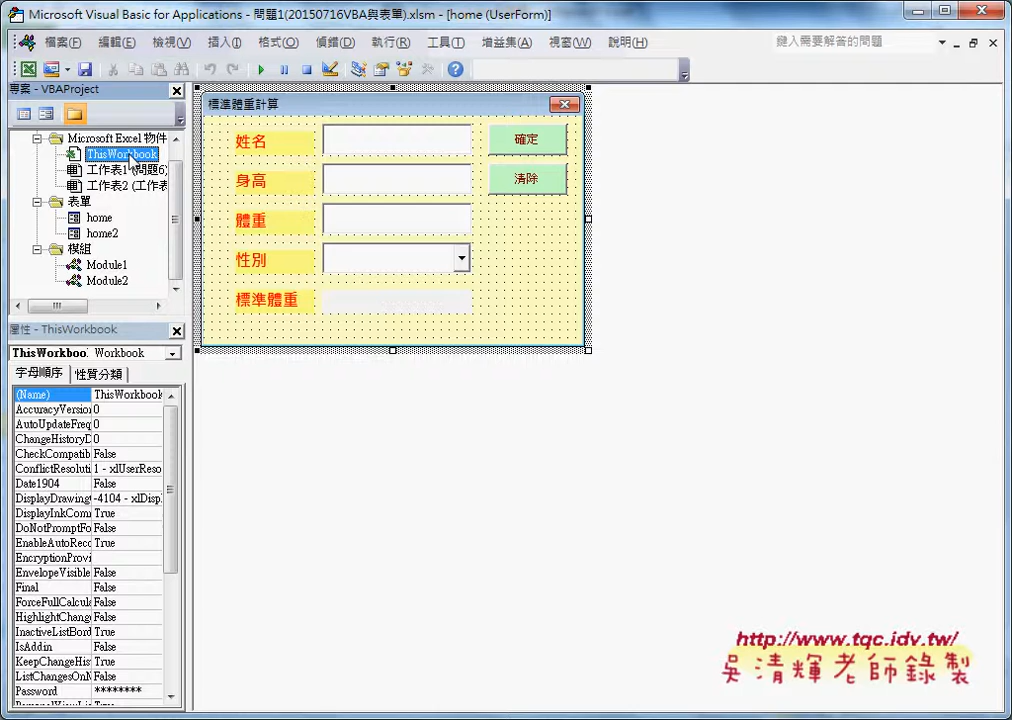 Microsoft Visual Basic for Applications - 問題1(20150716VBA與表單).xlsm - [home (UserForm)]
檔案(F) 編輯(E) 檢視(V) 插入(I) 格式(O) 偵錯(D) 執行(R) 工具(T) 增益集(A) 視窗(W) 說明(H) 鍵入需要解答的問題
專案 - VBAProject
Microsoft Excel 物件
ThisWorkbook
工作表1 (問題6)
工作表2 (工作表
表單
home
home2
模組
Module1
Module2
標準體重計算
姓名
確定
身高
清除
體重
性別
標準體重
屬性 - ThisWorkbook
ThisWorkboo Workbook
字母順序 性質分類
(Name) ThisWorkbook
AccuracyVersio 0
AutoUpdateFreq 0
ChangeHistoryD 0
CheckCompatib False
ConflictResoluti 1 - xlUserReso
Date1904 False
DisplayDrawing -4104 - xlDisp
DisplayInkCom True
DoNotPromptFo False
EnableAutoReco True
EncryptionProvi
EnvelopeVisible False
Final False
ForceFullCalcula False
HighlightChange False
InactiveListBord True
IsAddin False
KeepChangeHis True
ListChangesOnN False
Password ********
http://www.tqc.idv.tw/
吳清輝老師錄製